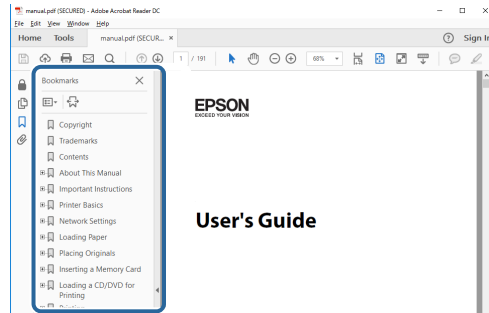 manual.pdf (SECURED) - Adobe Acrobat Reader DC
File Edit View Window Help
Home Tools manual.pdf (SECUR... ×
Sign In
1 / 191 68%
Bookmarks
Copyright
Trademarks
Contents
About This Manual
Important Instructions
Printer Basics
Network Settings
Loading Paper
Placing Originals
Inserting a Memory Card
Loading a CD/DVD for
Printing
EPSON
EXCEED YOUR VISION
User's Guide